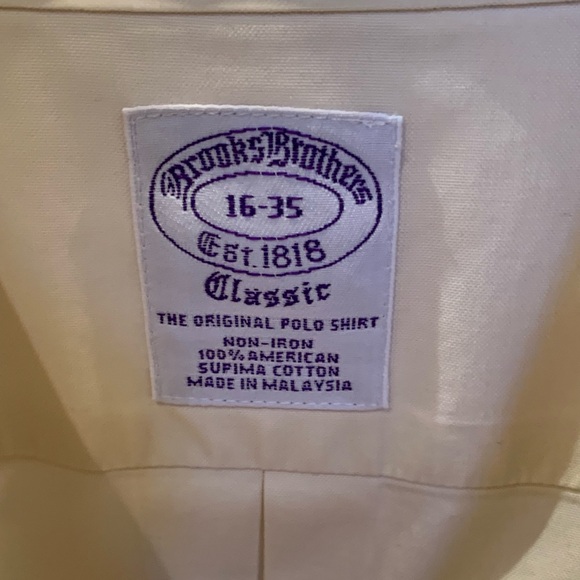 Brooks Brothers
16-35
Est. 1818
Classic
THE ORIGINAL POLO SHIRT
NON-IRON
100% AMERICAN
SUPIMA COTTON
MADE IN MALAYSIA